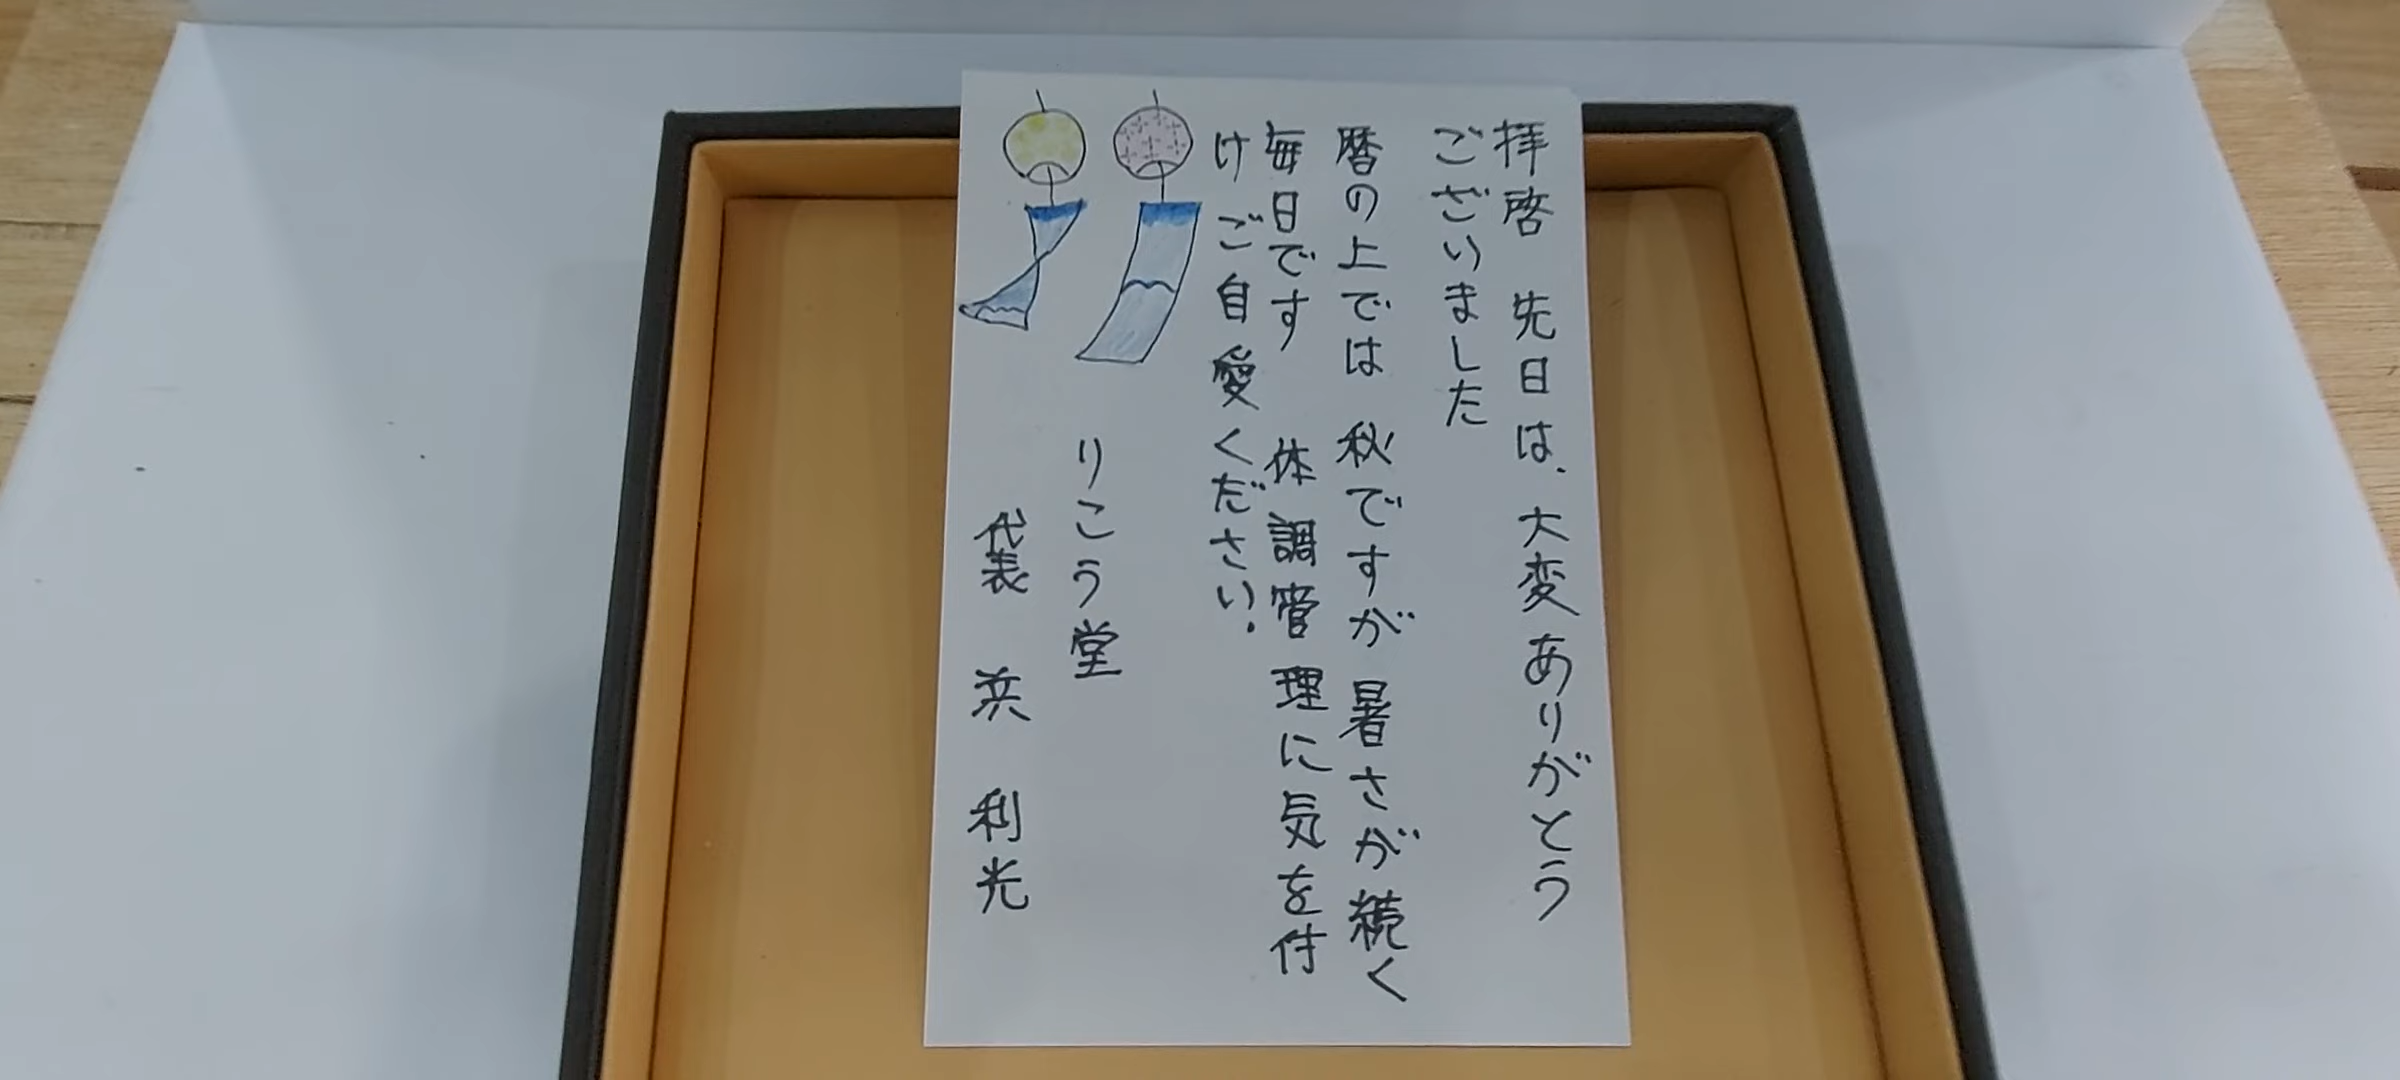 拝啓 先日は、大変ありがとう
ございました
暦の上では 秋ですが 暑さが続く
毎日です 体調管理に気を付
け ご自愛ください。
りこう堂
代表 浜 利光